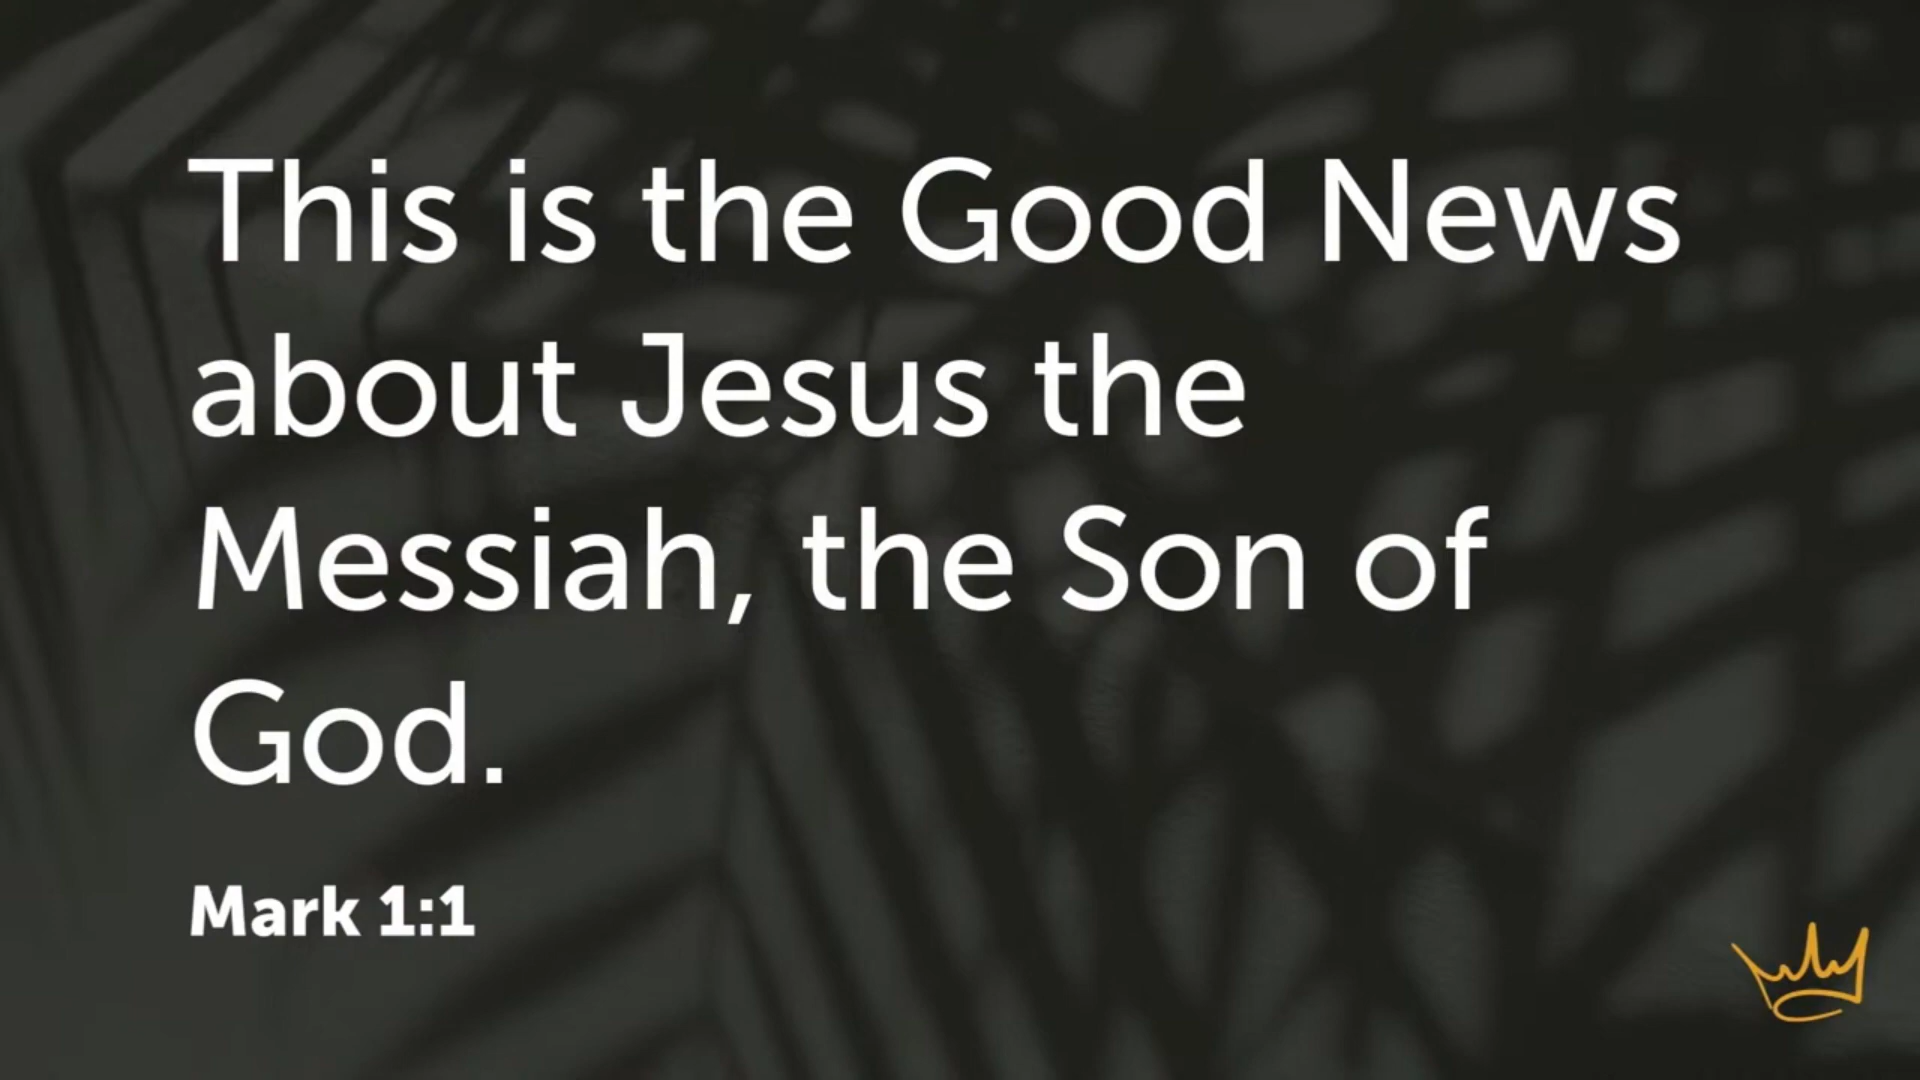 This is the Good News
about Jesus the
Messiah, the Son of
God.
Mark 1:1